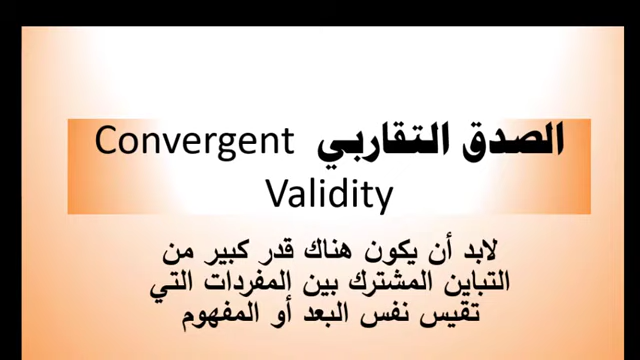 الصدق التقاربي Convergent
Validity
لابد أن يكون هناك قدر كبير من
التباين المشترك بين المفردات التي
تقيس نفس البعد أو المفهوم